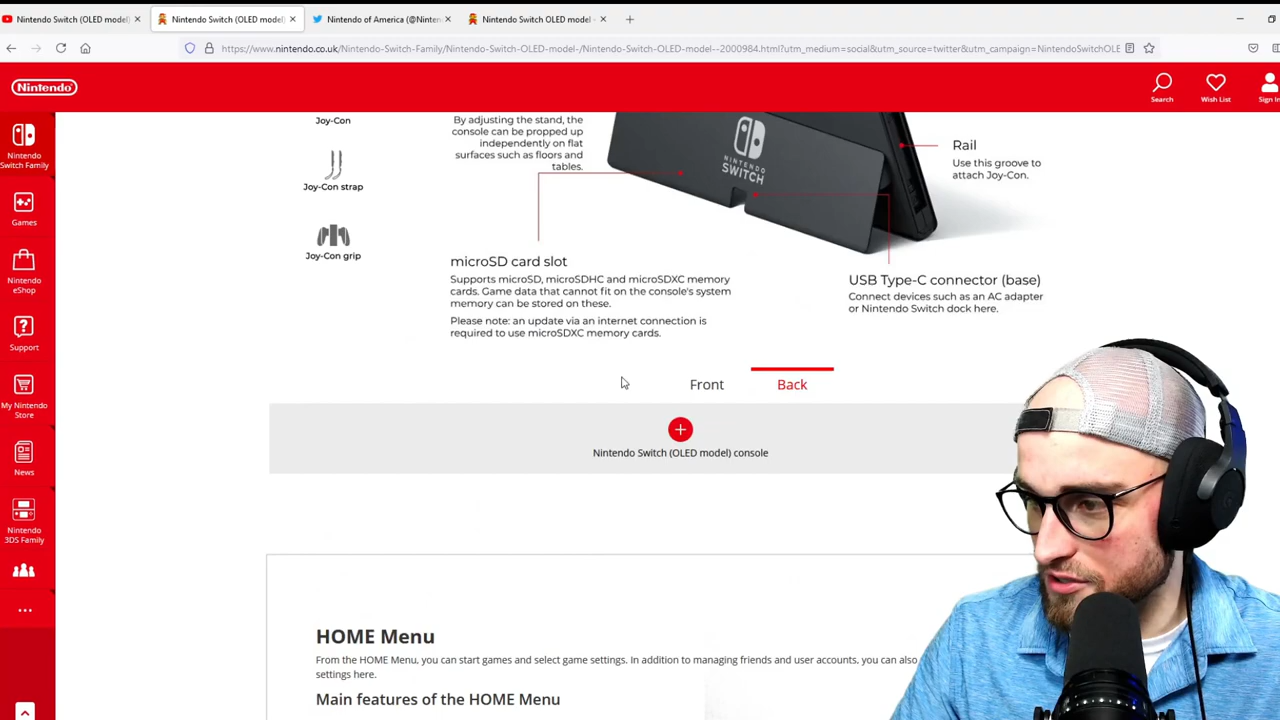 Nintendo Switch (OLED model)
Nintendo Switch (OLED model)
Nintendo of America (@Ninten
Nintendo Switch OLED model -
https://www.nintendo.co.uk/Nintendo-Switch-Family/Nintendo-Switch-OLED-model-/Nintendo-Switch-OLED-model--2000984.html?utm_medium=social&utm_source=twitter&utm_campaign=NintendoSwitchOLE
Nintendo
Search
Wish List
Sign In
Nintendo
Switch Family
Games
Nintendo
eShop
Support
My Nintendo
Store
News
Nintendo
3DS Family
Joy-Con
Joy-Con strap
Joy-Con grip
By adjusting the stand, the
console can be propped up
independently on flat
surfaces such as floors and
tables.
NINTENDO
SWITCH
Rail
Use this groove to
attach Joy-Con.
microSD card slot
Supports microSD, microSDHC and microSDXC memory
cards. Game data that cannot fit on the console's system
memory can be stored on these.
Please note: an update via an internet connection is
required to use microSDXC memory cards.
USB Type-C connector (base)
Connect devices such as an AC adapter
or Nintendo Switch dock here.
Front
Back
Nintendo Switch (OLED model) console
HOME Menu
From the HOME Menu, you can start games and select game settings. In addition to managing friends and user accounts, you can also
settings here.
Main features of the HOME Menu